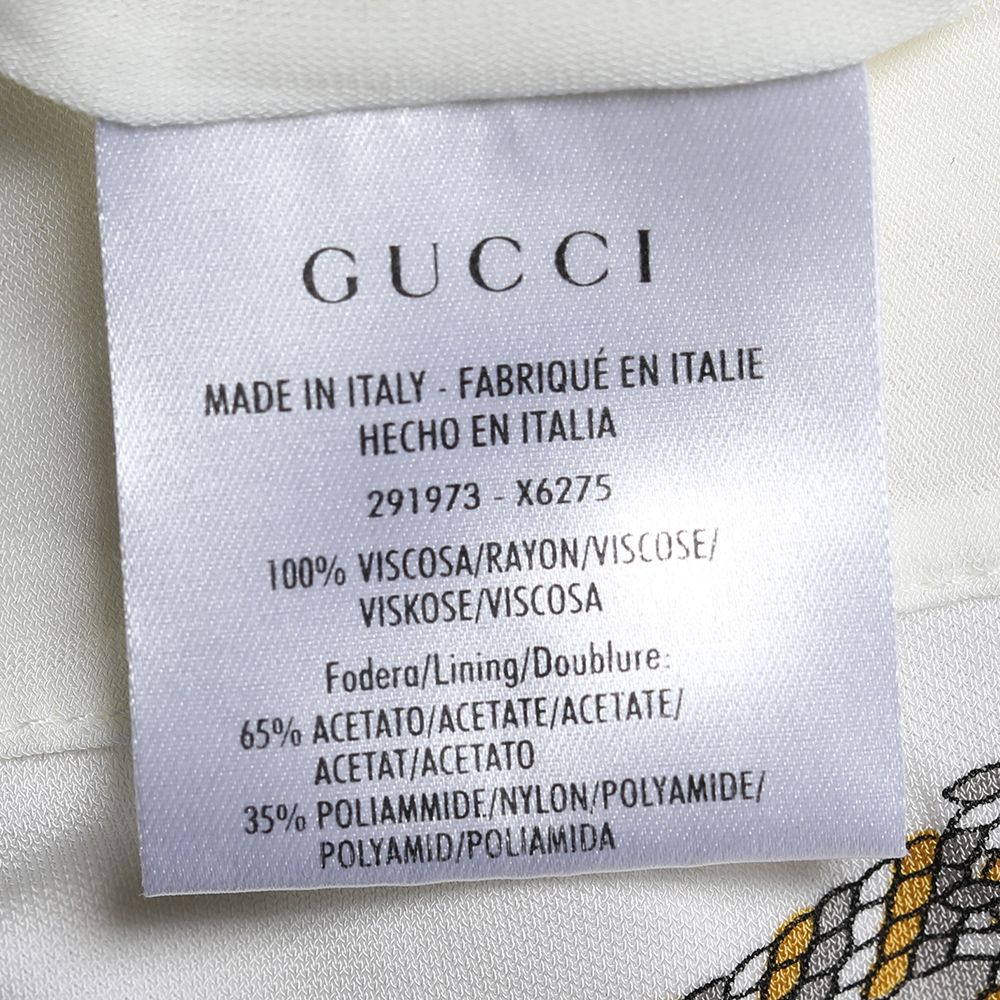 GUCCI
MADE IN ITALY - FABRIQUÉ EN ITALIE
HECHO EN ITALIA
291973 - X6275
100% VISCOSA/RAYON/VISCOSE/
VISKOSE/VISCOSA
Fodera/Lining/Doublure:
65% ACETATO/ACETATE/ACETATE/
ACETAT/ACETATO
35% POLIAMMIDE/NYLON/POLYAMIDE/
POLYAMID/POLIAMIDA